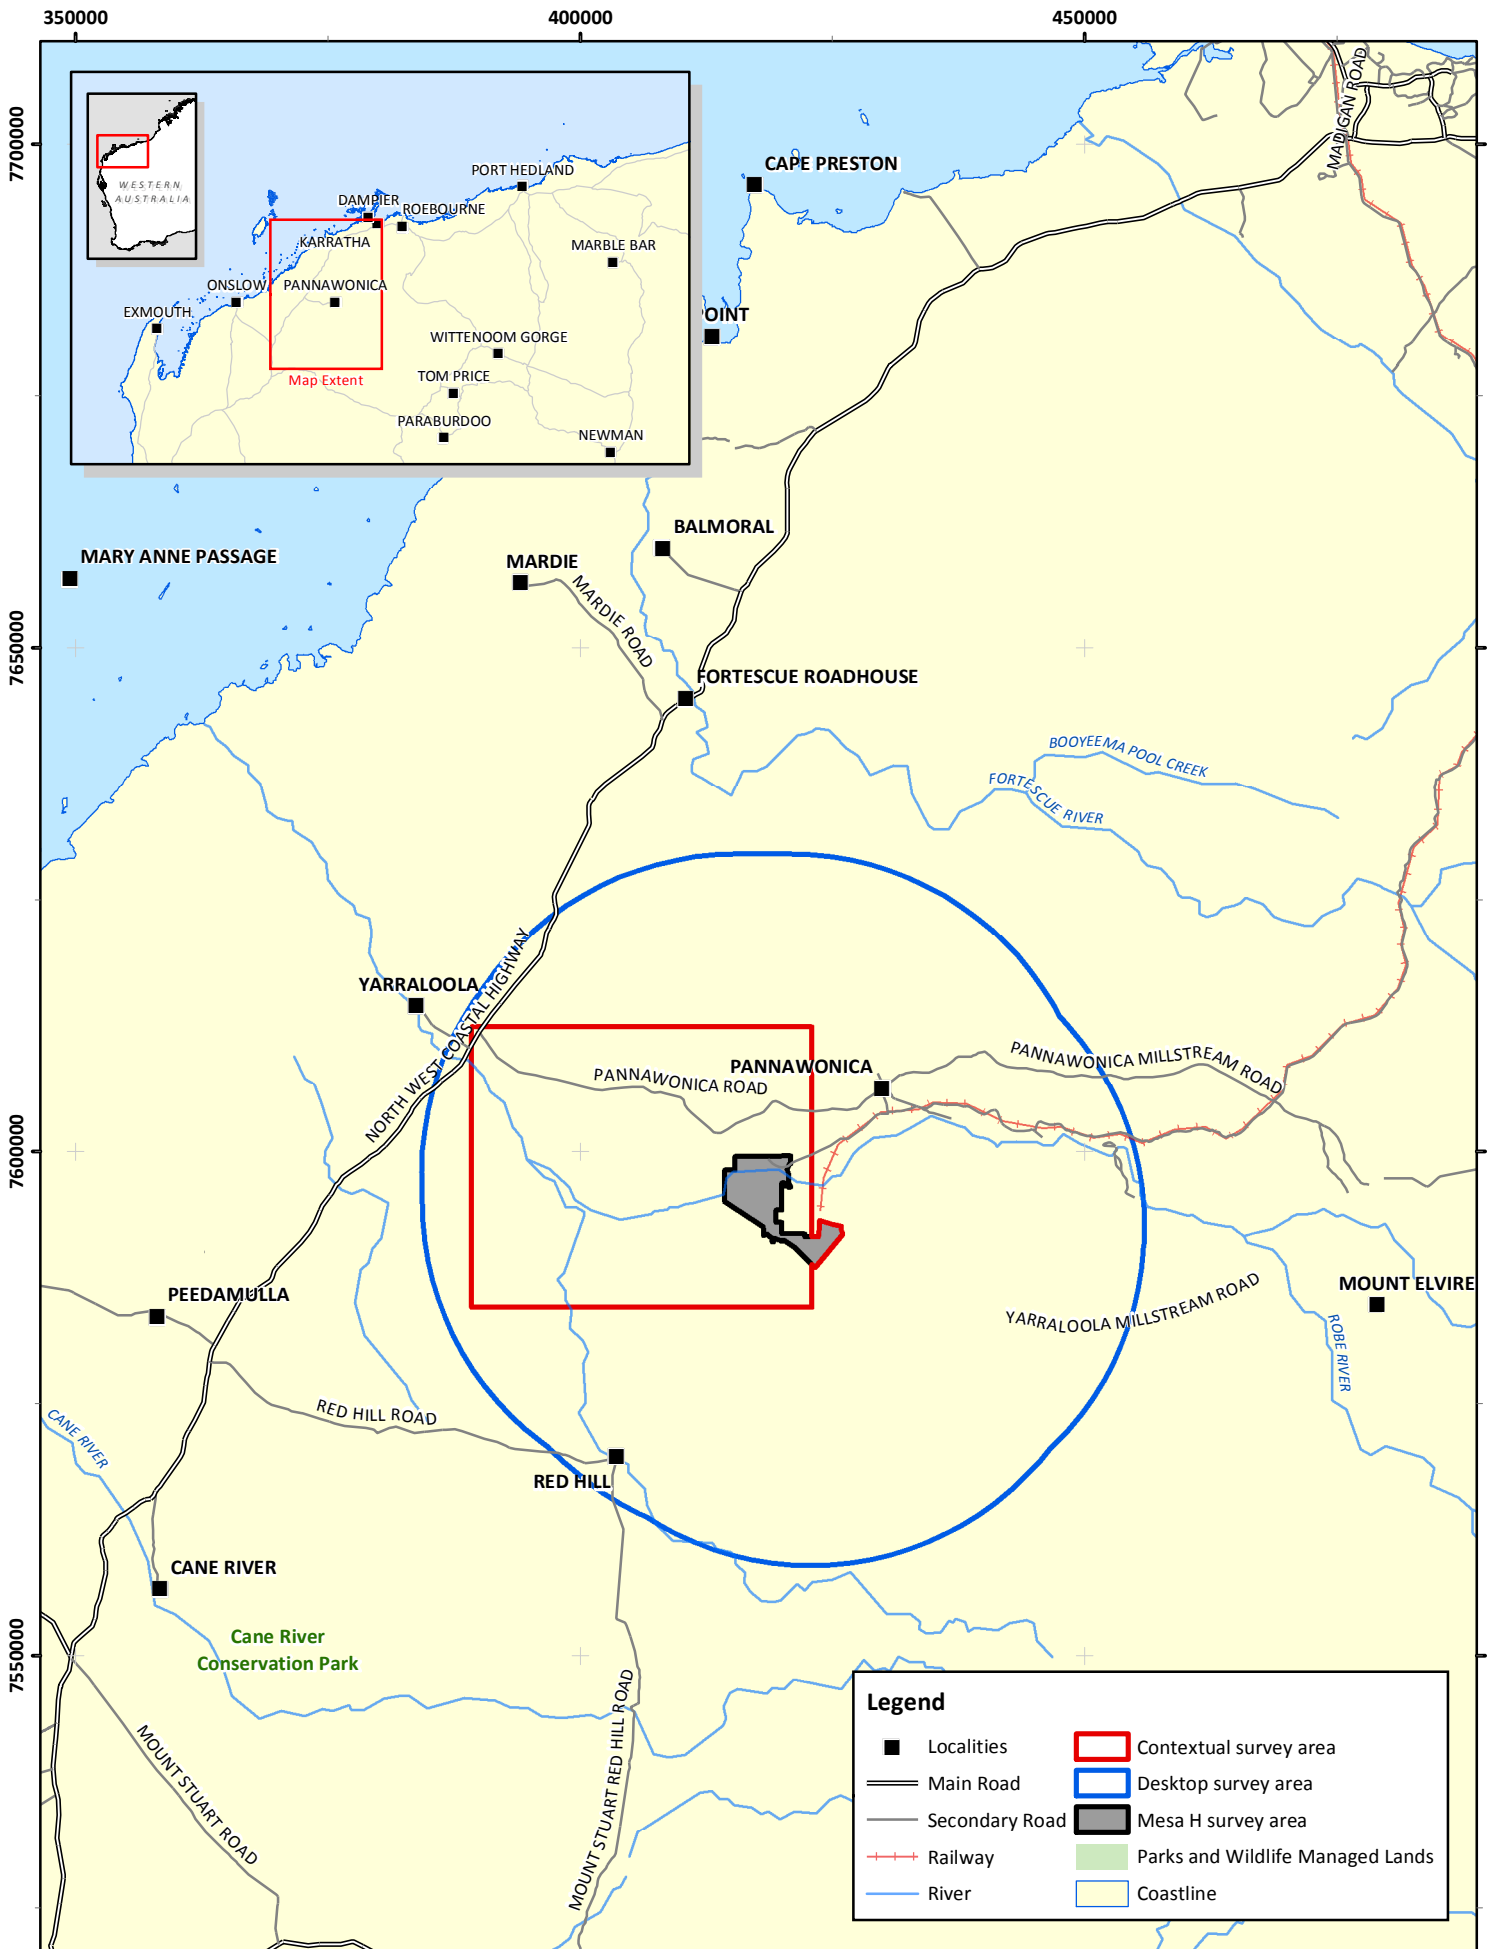 350000
400000
450000
7700000
7650000
7600000
7550000
WESTERN
AUSTRALIA
PORT HEDLAND
DAMPIER
ROEBOURNE
KARRATHA
MARBLE BAR
ONSLOW
PANNAWONICA
EXMOUTH
WITTENOOM GORGE
Map Extent
TOM PRICE
PARABURDOO
NEWMAN
MADIGAN ROAD
CAPE PRESTON
POINT
BALMORAL
MARY ANNE PASSAGE
MARDIE
MARDIE ROAD
FORTESCUE ROADHOUSE
BOOYEEMA POOL CREEK
FORTESCUE RIVER
YARRALOOLA
NORTH WEST COASTAL HIGHWAY
PANNAWONICA
PANNAWONICA MILLSTREAM ROAD
PANNAWONICA ROAD
PEEDAMULLA
MOUNT ELVIRE
YARRALOOLA MILLSTREAM ROAD
ROBE RIVER
RED HILL ROAD
CANE RIVER
RED HILL
CANE RIVER
Cane River
Conservation Park
MOUNT STUART ROAD
MOUNT STUART RED HILL ROAD
Legend
Localities
Main Road
Secondary Road
Railway
River
Contextual survey area
Desktop survey area
Mesa H survey area
Parks and Wildlife Managed Lands
Coastline